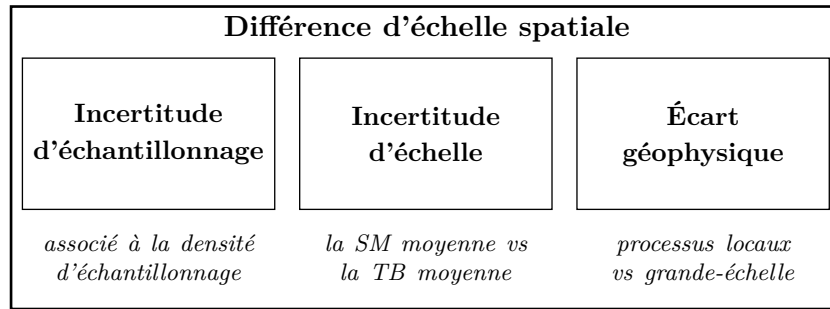 Différence d'échelle spatiale
Incertitude
d'échantillonnage
Incertitude
d'échelle
Écart
géophysique
associé à la densité
d'échantillonnage
la SM moyenne vs
la TB moyenne
processus locaux
vs grande-échelle